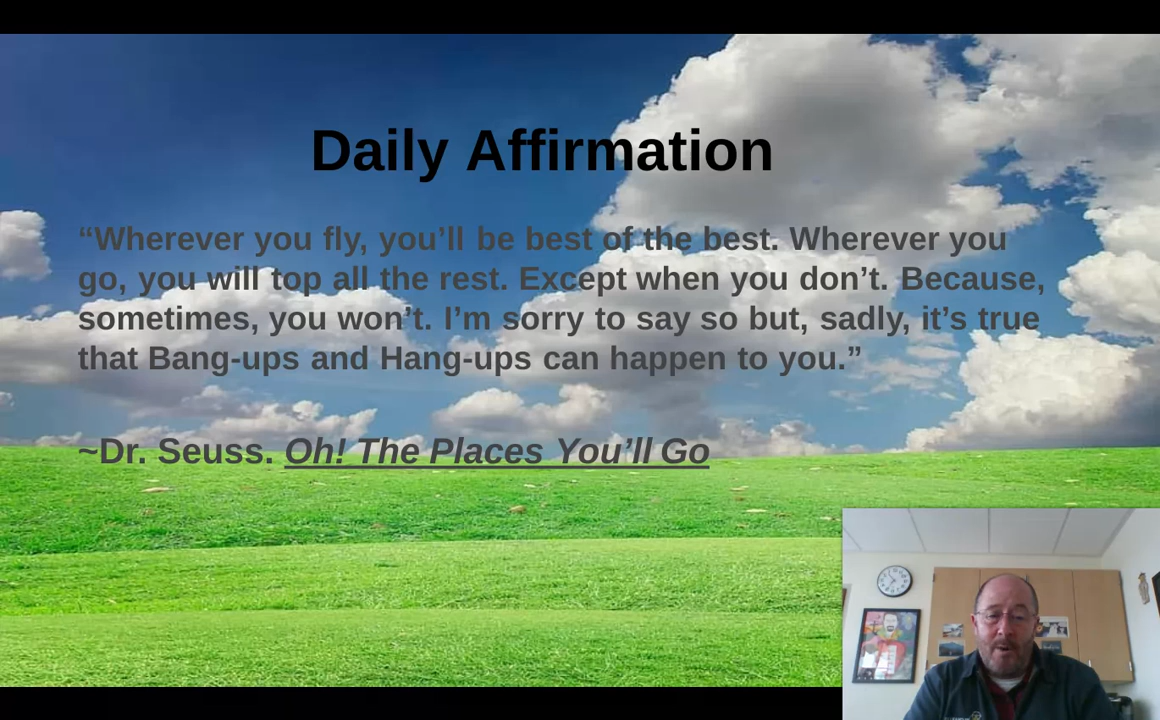 Daily Affirmation
“Wherever you fly, you’ll be best of the best. Wherever you
go, you will top all the rest. Except when you don’t. Because,
sometimes, you won’t. I’m sorry to say so but, sadly, it’s true
that Bang-ups and Hang-ups can happen to you.”
~Dr. Seuss. Oh! The Places You’ll Go